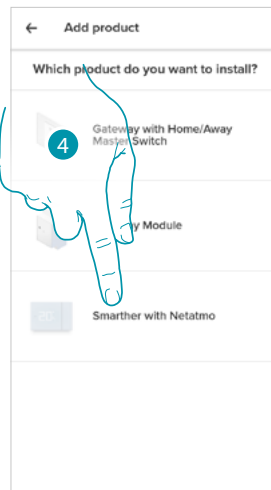 ← Add product
Which product do you want to install?
Gateway with Home/Away
Master Switch
4
Module
20
Smarther with Netatmo